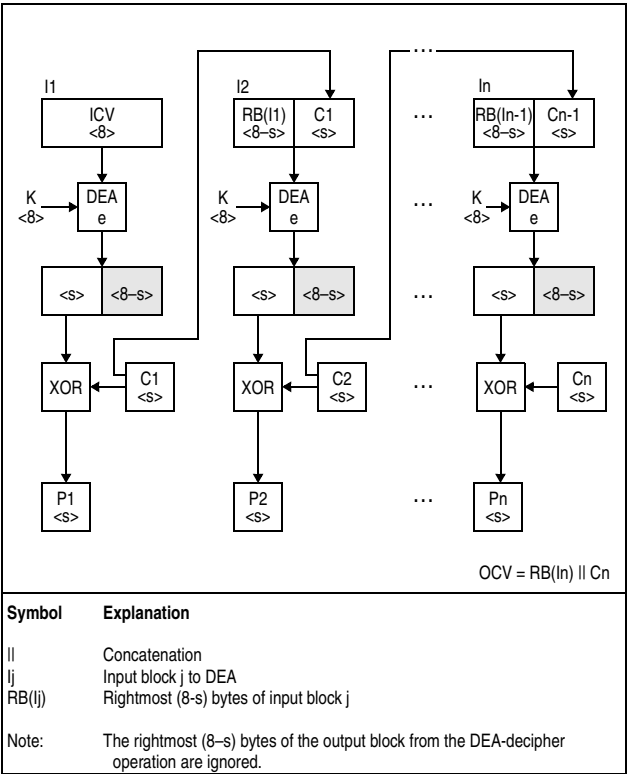 …
I1 I2 In
ICV RB(I1) C1 … RB(In-1) Cn-1
<8> <8–s> <s> <8–s> <s>
K DEA K DEA … K DEA
<8> e <8> e <8> e
<s> <8–s> <s> <8–s> … <s> <8–s>
XOR C1 XOR C2 … XOR Cn
<s> <s> <s>
P1 P2 … Pn
<s> <s> <s>
OCV = RB(In) || Cn
Symbol Explanation
|| Concatenation
Ij Input block j to DEA
RB(Ij) Rightmost (8-s) bytes of input block j
Note: The rightmost (8–s) bytes of the output block from the DEA-decipher
operation are ignored.